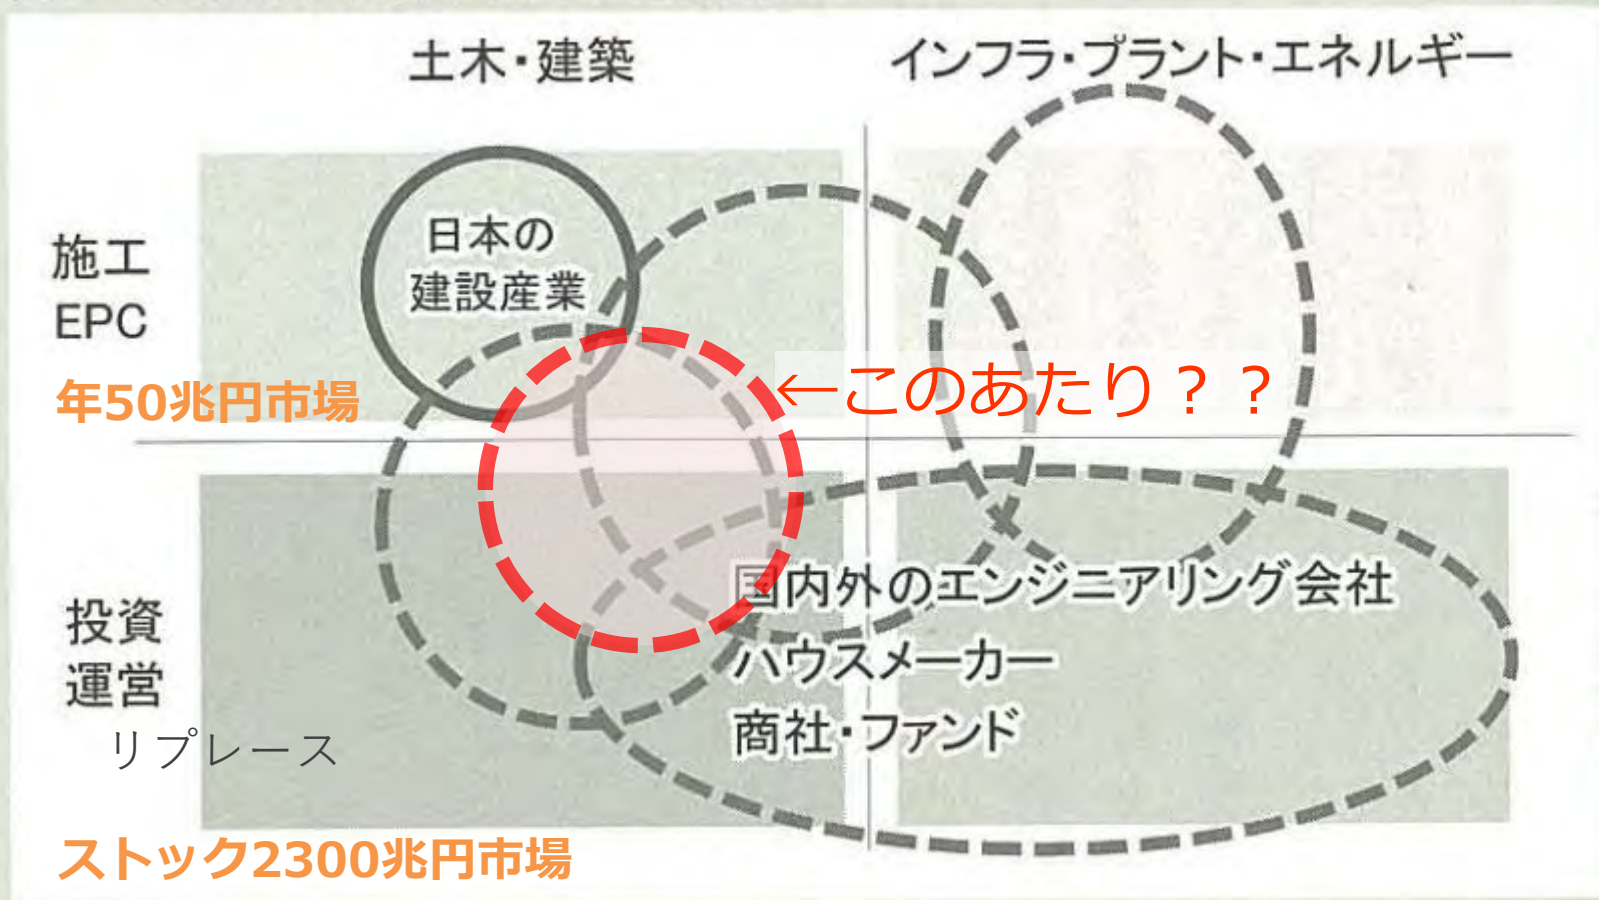 土木・建築
インフラ・プラント・エネルギー
日本の
建設産業
施工
EPC
年50兆円市場
←このあたり？？
国内外のエンジニアリング会社
ハウスメーカー
商社・ファンド
投資
運営
リプレース
ストック2300兆円市場